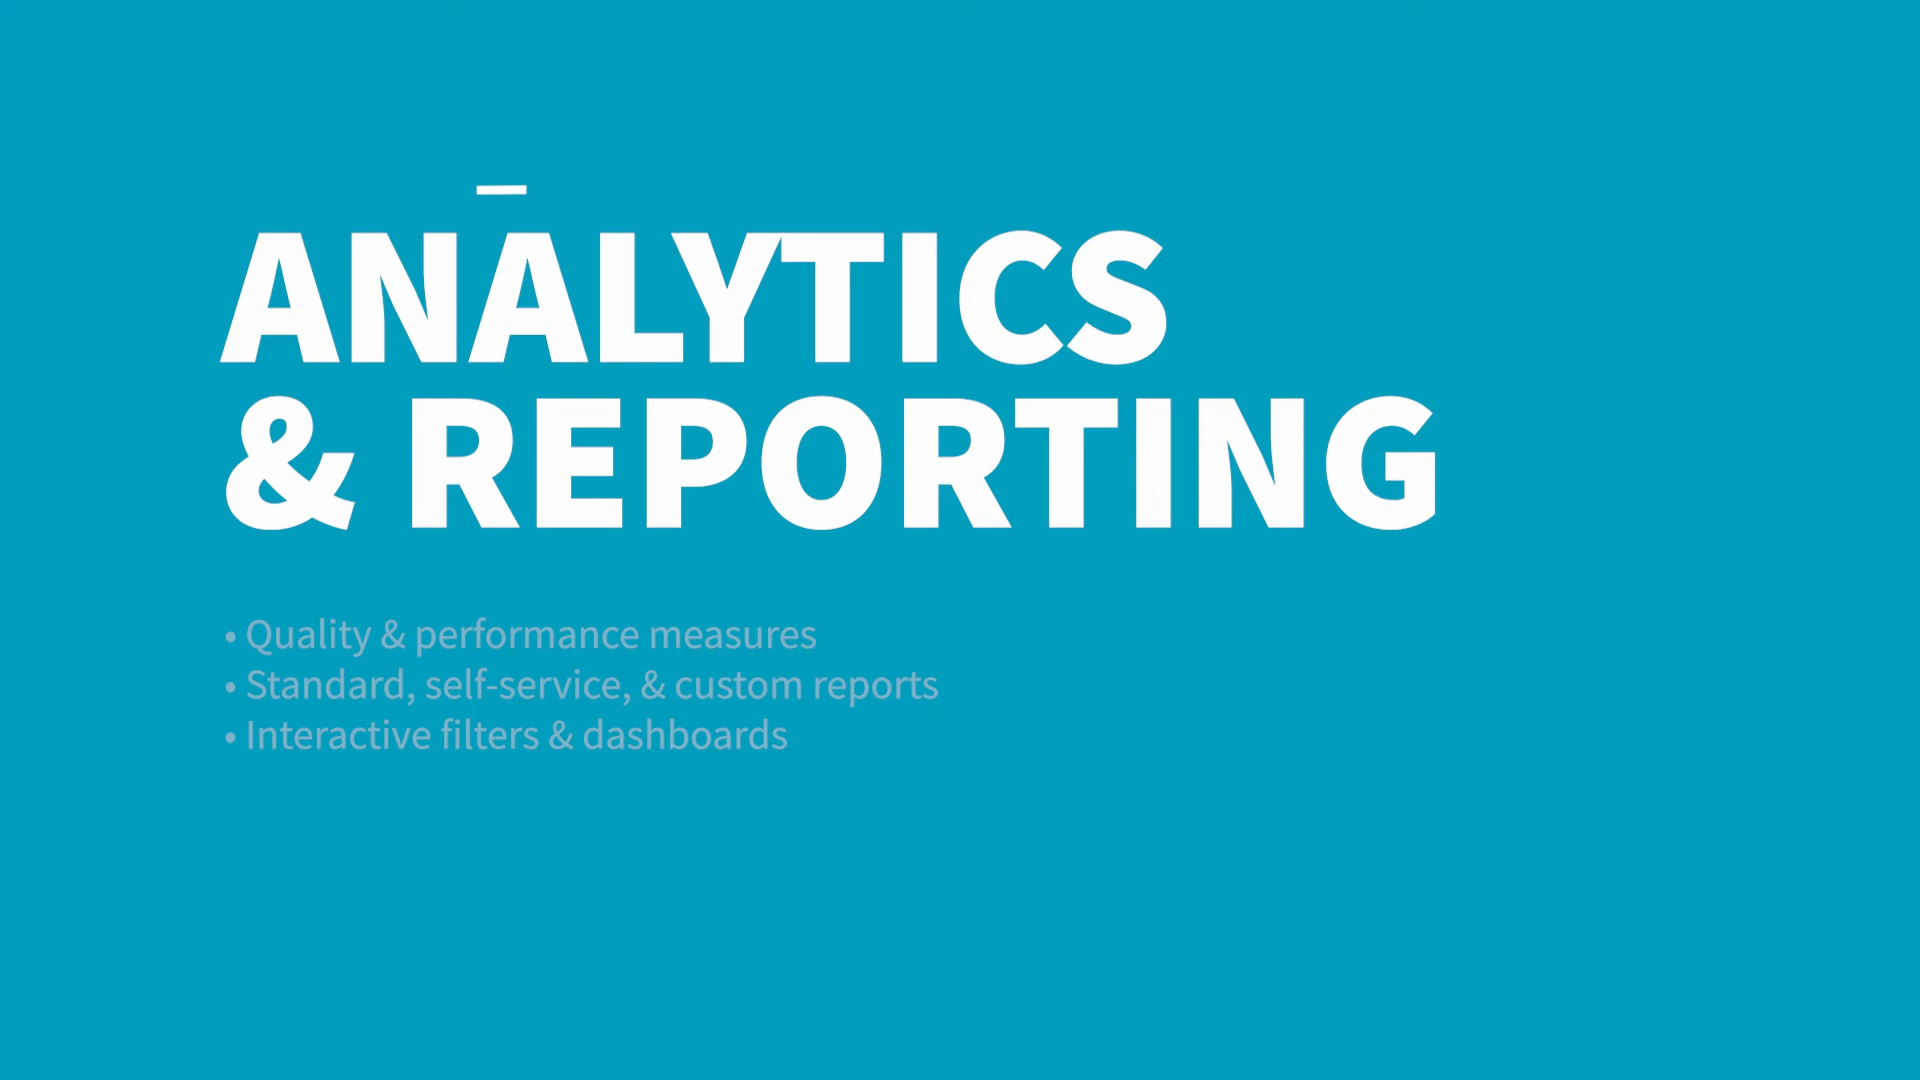 ANALYTICS
& REPORTING
• Quality & performance measures
• Standard, self-service, & custom reports
• Interactive filters & dashboards